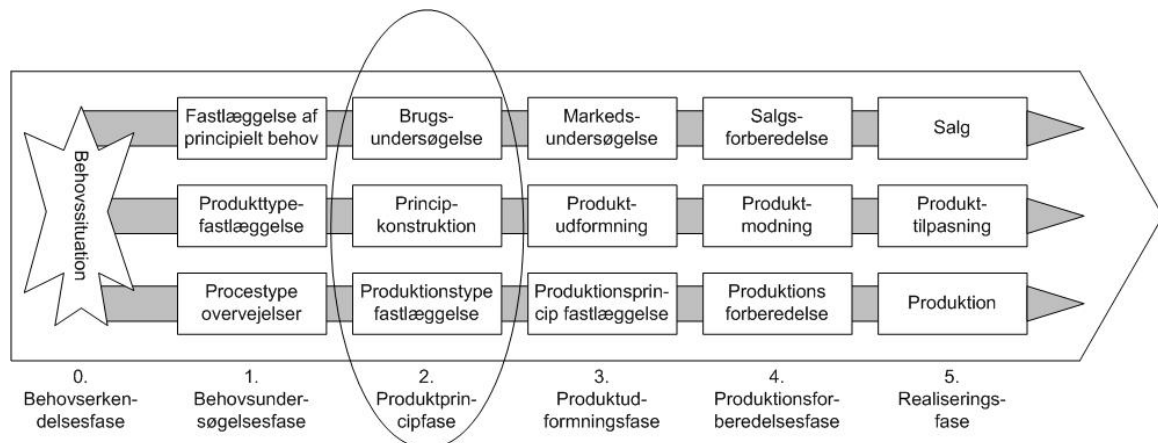 Behovssituation
Fastlæggelse af
principielt behov
Brugs-
undersøgelse
Markeds-
undersøgelse
Salgs-
forberedelse
Salg
Produkttype-
fastlæggelse
Princip-
konstruktion
Produkt-
udformning
Produkt-
modning
Produkt-
tilpasning
Procestype
overvejelser
Produktionstype
fastlæggelse
Produktionsprin-
cip fastlæggelse
Produktions
forberedelse
Produktion
0.
Behovserken-
delsesfase
1.
Behovsunder-
søgelsesfase
2.
Produktprin-
cipfase
3.
Produktud-
formningsfase
4.
Produktionsfor-
beredelsesfase
5.
Realiserings-
fase